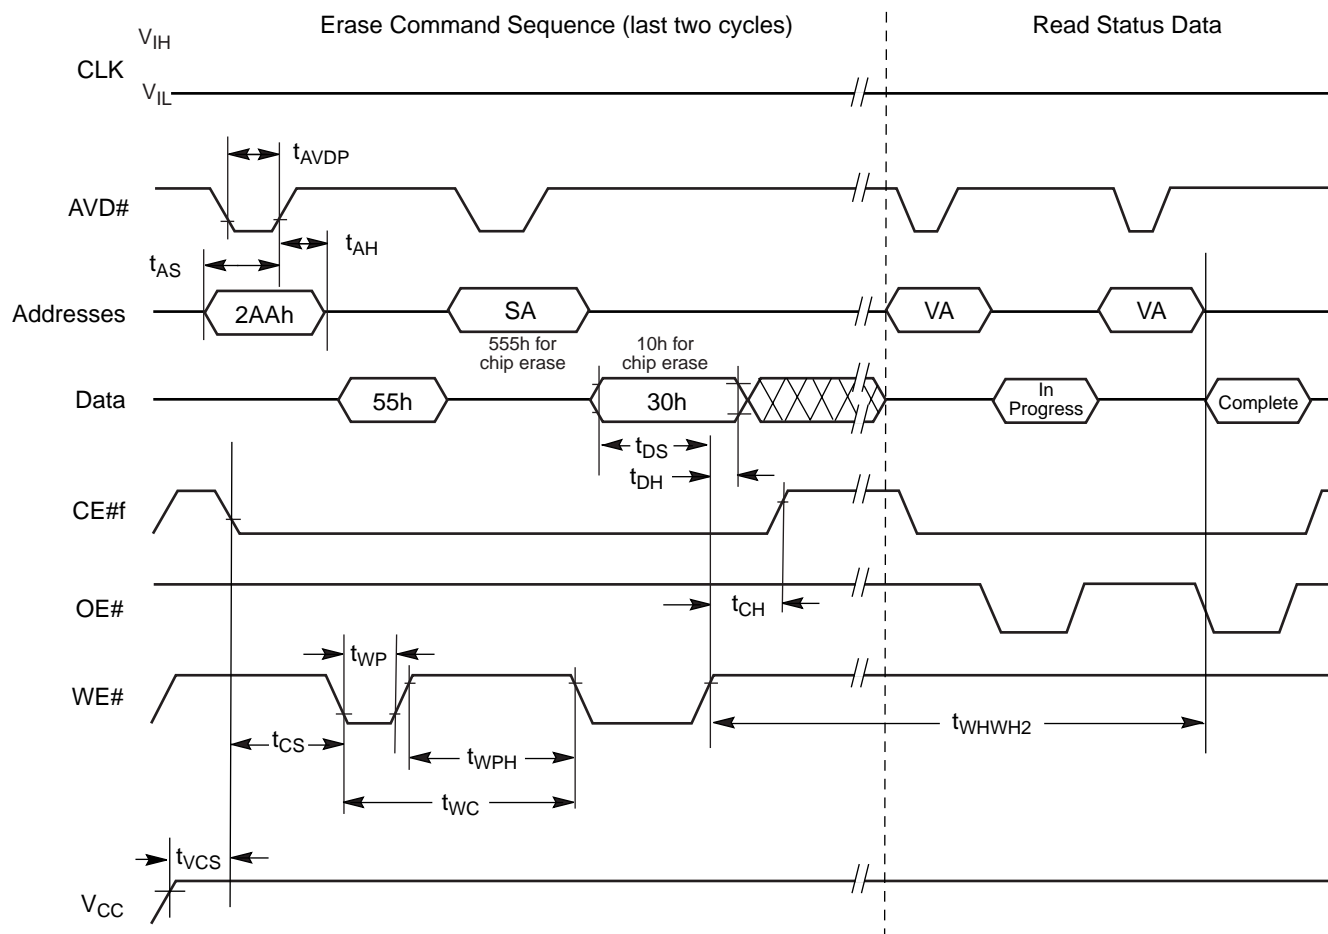 Erase Command Sequence (last two cycles)
Read Status Data
VIH
CLK
VIL
tAVDP
AVD#
tAH
tAS
Addresses
2AAh
SA
VA
VA
555h for
chip erase
10h for
chip erase
Data
55h
30h
In
Progress
Complete
tDS
tDH
CE#f
OE#
tCH
tWP
WE#
tCS
tWPH
tWHWH2
tWC
tVCS
VCC